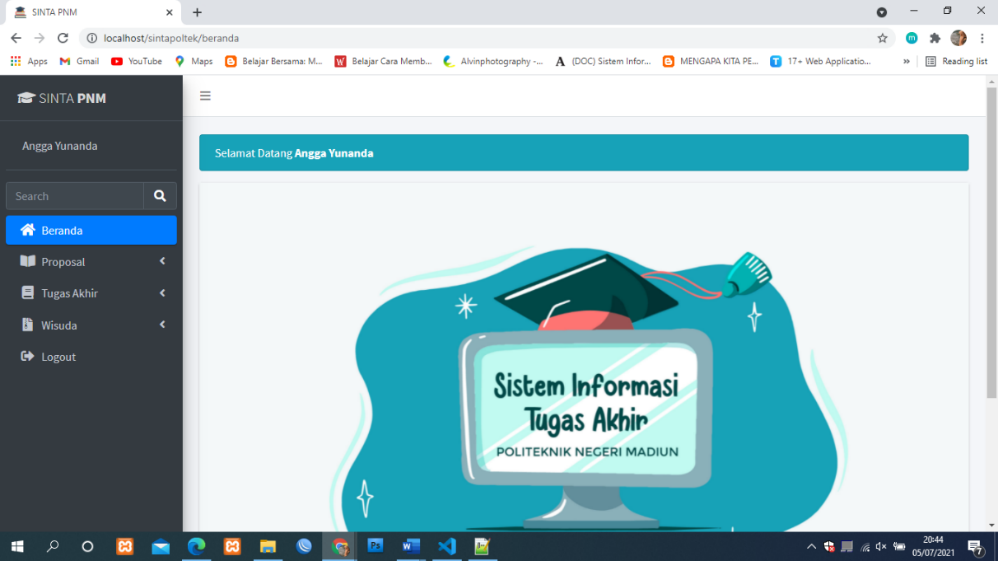 SINTA PNM
localhost/sintapoltek/beranda
Apps Gmail YouTube Maps Belajar Bersama: M... Belajar Cara Memb... Alvinphotography -... (DOC) Sistem Infor... MENGAPA KITA PE... 17+ Web Applicatio... » Reading list
SINTA PNM
Angga Yunanda
Search
Beranda
Proposal
Tugas Akhir
Wisuda
Logout
Selamat Datang Angga Yunanda
Sistem Informasi
Tugas Akhir
POLITEKNIK NEGERI MADIUN
20:44
05/07/2021